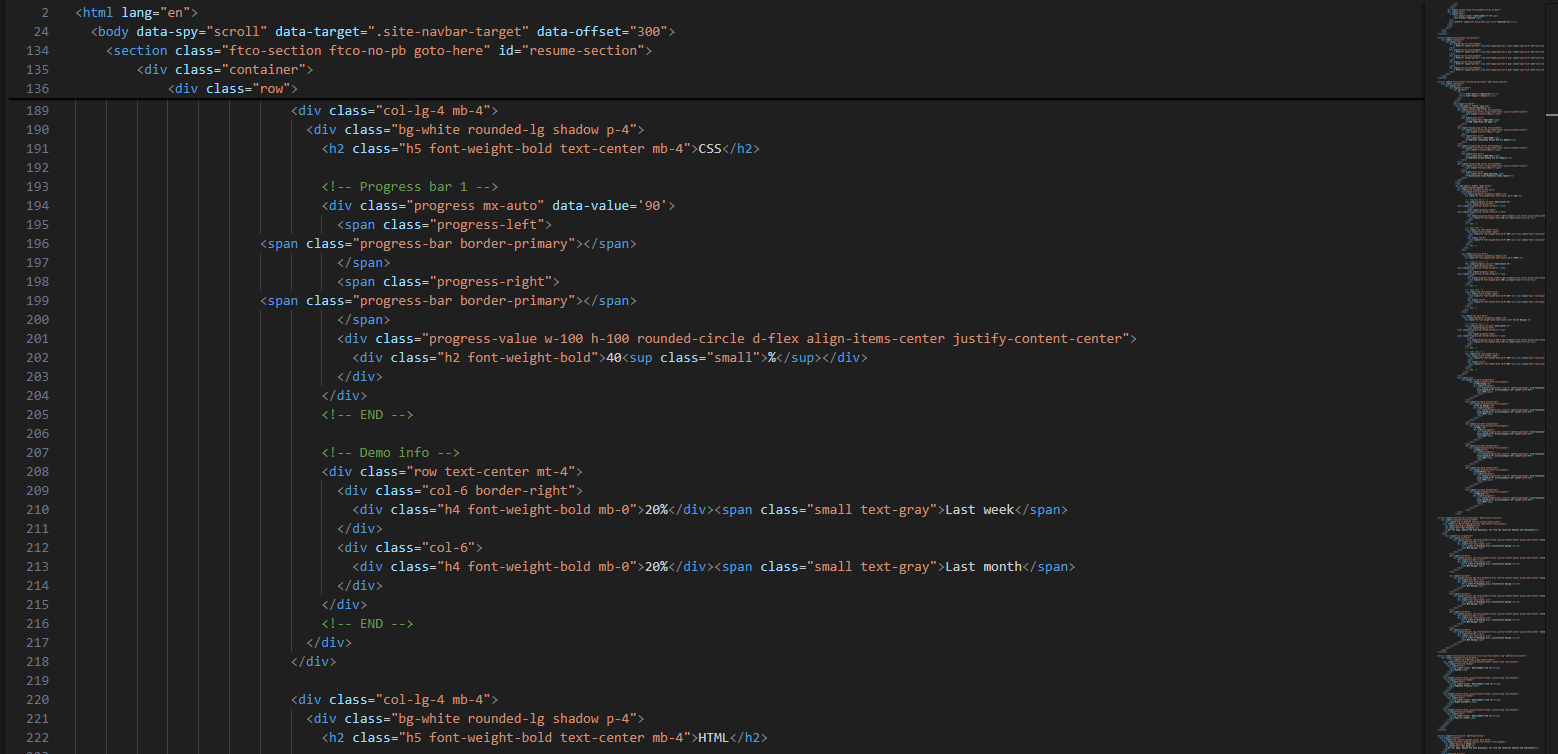 2 <html lang="en">
24 <body data-spy="scroll" data-target=".site-navbar-target" data-offset="300">
134 <section class="ftco-section ftco-no-pb goto-here" id="resume-section">
135 <div class="container">
136 <div class="row">
189 <div class="col-lg-4 mb-4">
190 <div class="bg-white rounded-lg shadow p-4">
191 <h2 class="h5 font-weight-bold text-center mb-4">CSS</h2>
192
193 <!-- Progress bar 1 -->
194 <div class="progress mx-auto" data-value='90'>
195 <span class="progress-left">
196 <span class="progress-bar border-primary"></span>
197 </span>
198 <span class="progress-right">
199 <span class="progress-bar border-primary"></span>
200 </span>
201 <div class="progress-value w-100 h-100 rounded-circle d-flex align-items-center justify-content-center">
202 <div class="h2 font-weight-bold">40<sup class="small">%</sup></div>
203 </div>
204 </div>
205 <!-- END -->
206
207 <!-- Demo info -->
208 <div class="row text-center mt-4">
209 <div class="col-6 border-right">
210 <div class="h4 font-weight-bold mb-0">20%</div><span class="small text-gray">Last week</span>
211 </div>
212 <div class="col-6">
213 <div class="h4 font-weight-bold mb-0">20%</div><span class="small text-gray">Last month</span>
214 </div>
215 </div>
216 <!-- END -->
217 </div>
218 </div>
219
220 <div class="col-lg-4 mb-4">
221 <div class="bg-white rounded-lg shadow p-4">
222 <h2 class="h5 font-weight-bold text-center mb-4">HTML</h2>